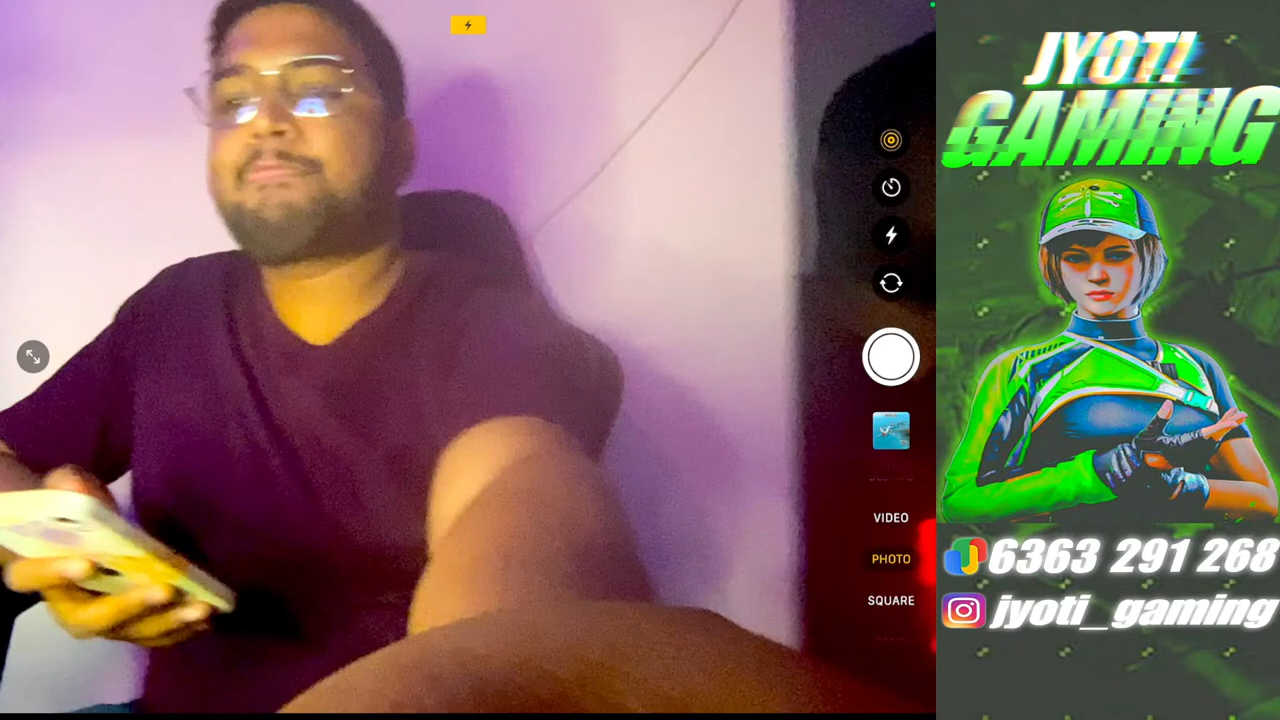 VIDEO
PHOTO
SQUARE
JYOTI
GAMING
6363 291 268
jyoti_gaming